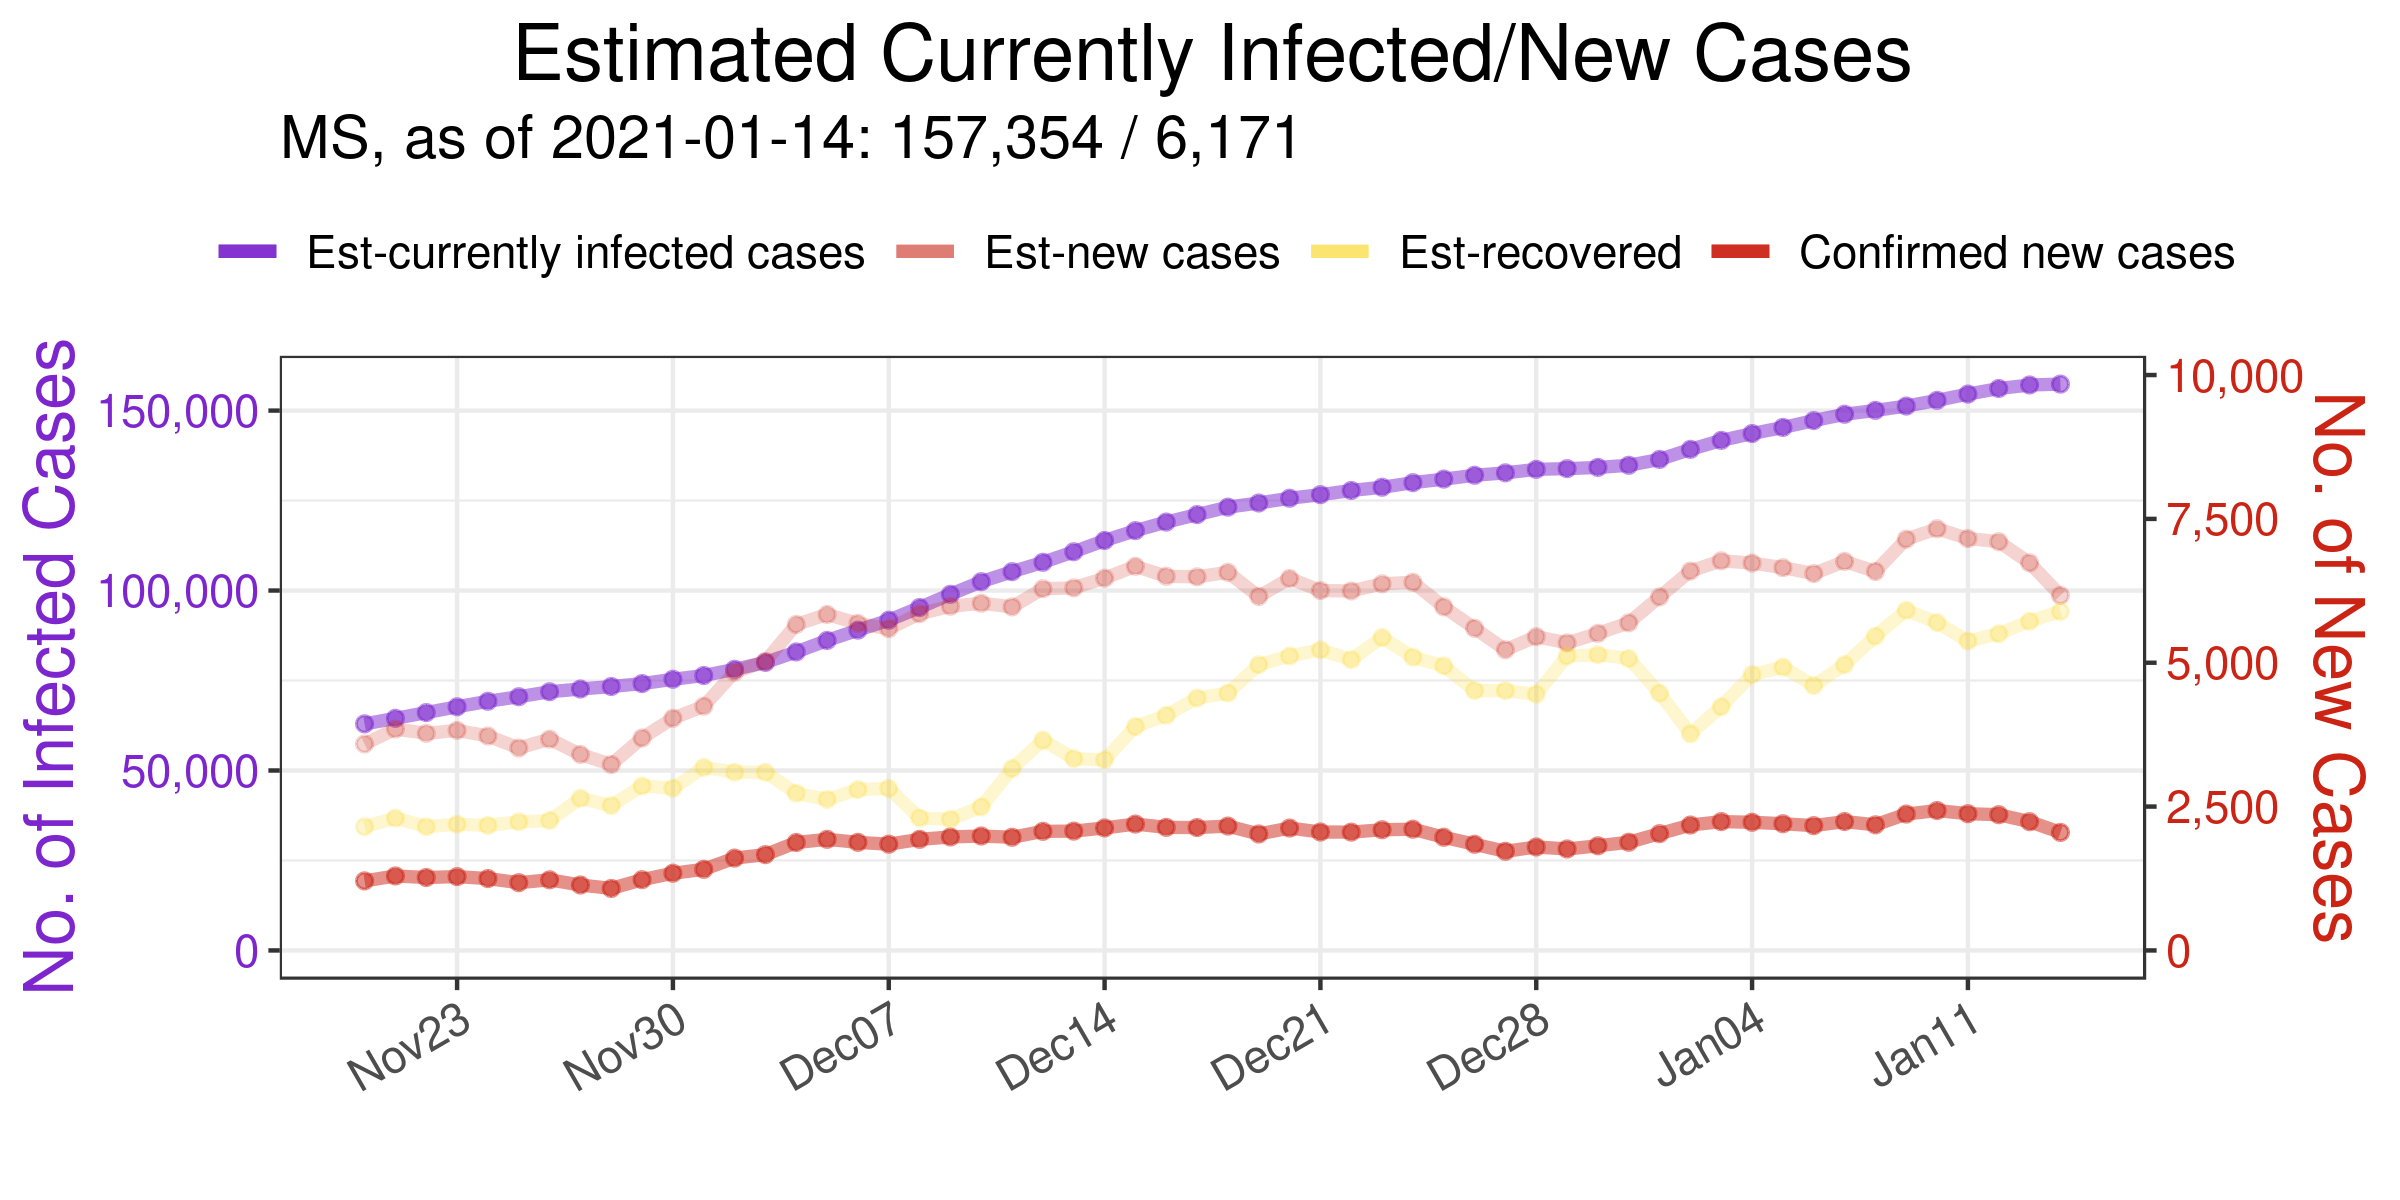 Estimated Currently Infected/New Cases
MS, as of 2021-01-14: 157,354 / 6,171
Est-currently infected cases Est-new cases Est-recovered Confirmed new cases
No. of Infected Cases
150,000
100,000
50,000
0
10,000
7,500
5,000
2,500
0
No. of New Cases
Nov23 Nov30 Dec07 Dec14 Dec21 Dec28 Jan04 Jan11